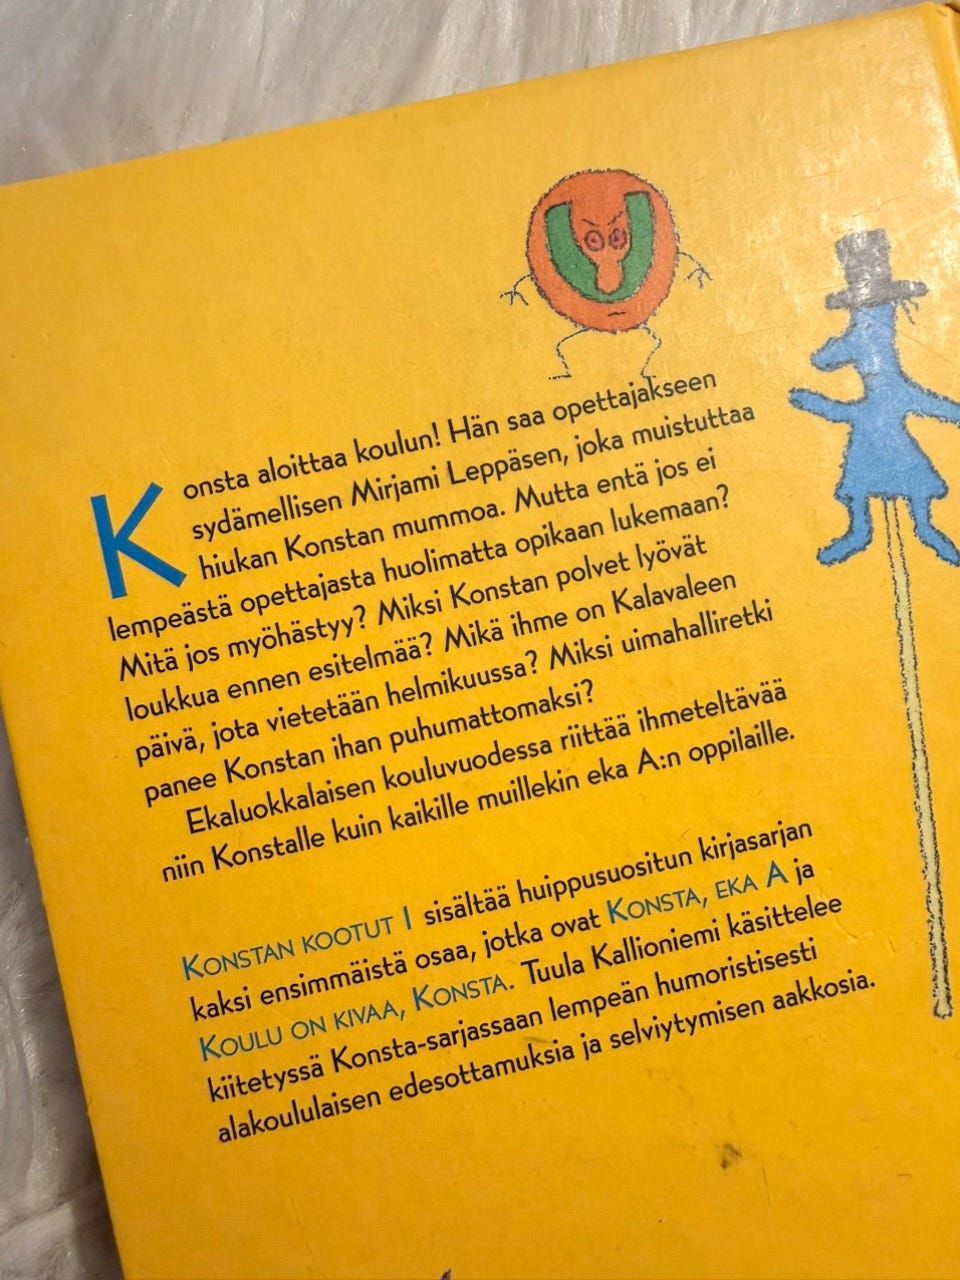 Konsta aloittaa koulun! Hän saa opettajakseen
sydämellisen Mirjami Leppäsen, joka muistuttaa
hiukan Konstan mummoa. Mutta entä jos ei
lempeästä opettajasta huolimatta opikaan lukemaan?
Mitä jos myöhästyy? Miksi Konstan polvet lyövät
loukkua ennen esitelmää? Mikä ihme on Kalavaleen
päivä, jota vietetään helmikuussa? Miksi uimahalliretki
panee Konstan ihan puhumattomaksi?
Ekaluokkalaisen kouluvuodessa riittää ihmeteltävää
niin Konstalle kuin kaikille muillekin eka A:n oppilaille.
KONSTAN KOOTUT I sisältää huippusuositun kirjasarjan
kaksi ensimmäistä osaa, jotka ovat KONSTA, EKA A ja
KOULU ON KIVAA, KONSTA. Tuula Kallioniemi käsittelee
kiitetyssä Konsta-sarjassaan lempeän humoristisesti
alakoululaisen edesottamuksia ja selviytymisen aakkosia.